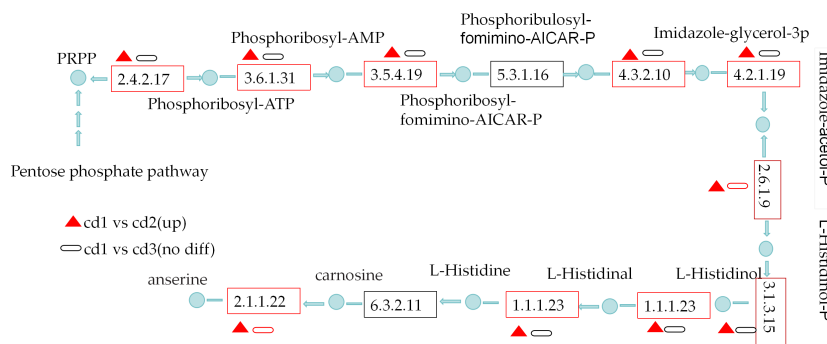 Phosphoribulosyl-
fomimino-AICAR-P
Phosphoribosyl-AMP
Imidazole-glycerol-3p
PRPP
2.4.2.17
3.6.1.31
3.5.4.19
5.3.1.16
4.3.2.10
4.2.1.19
Phosphoribosyl-ATP
Phosphoribosyl-
fomimino-AICAR-P
Imidazole-acetol-P
Pentose phosphate pathway
2.6.1.9
cd1 vs cd2(up)
cd1 vs cd3(no diff)
L-Histidinol-P
anserine
carnosine
L-Histidine
L-Histidinal
L-Histidinol
2.1.1.22
6.3.2.11
1.1.1.23
1.1.1.23
3.1.3.15